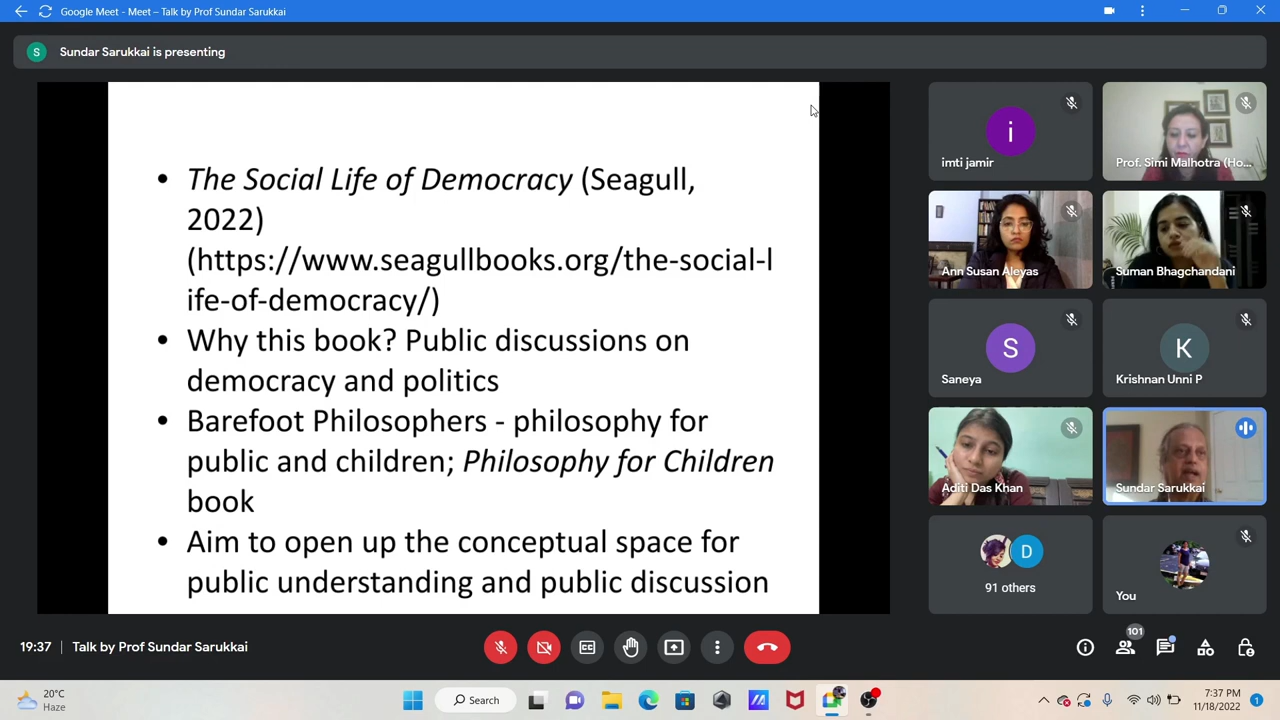 Google Meet - Meet – Talk by Prof Sundar Sarukkai
S
Sundar Sarukkai is presenting
• The Social Life of Democracy (Seagull,
2022)
(https://www.seagullbooks.org/the-social-l
ife-of-democracy/)
• Why this book? Public discussions on
democracy and politics
• Barefoot Philosophers - philosophy for
public and children; Philosophy for Children
book
• Aim to open up the conceptual space for
public understanding and public discussion
i
imti jamir
Prof. Simi Malhotra (Ho...
Ann Susan Aleyas
Suman Bhagchandani
S
Saneya
K
Krishnan Unni P
Aditi Das Khan
Sundar Sarukkai
D
91 others
You
19:37 | Talk by Prof Sundar Sarukkai
CC
101
20°C
Haze
Search
7:37 PM
11/18/2022
1